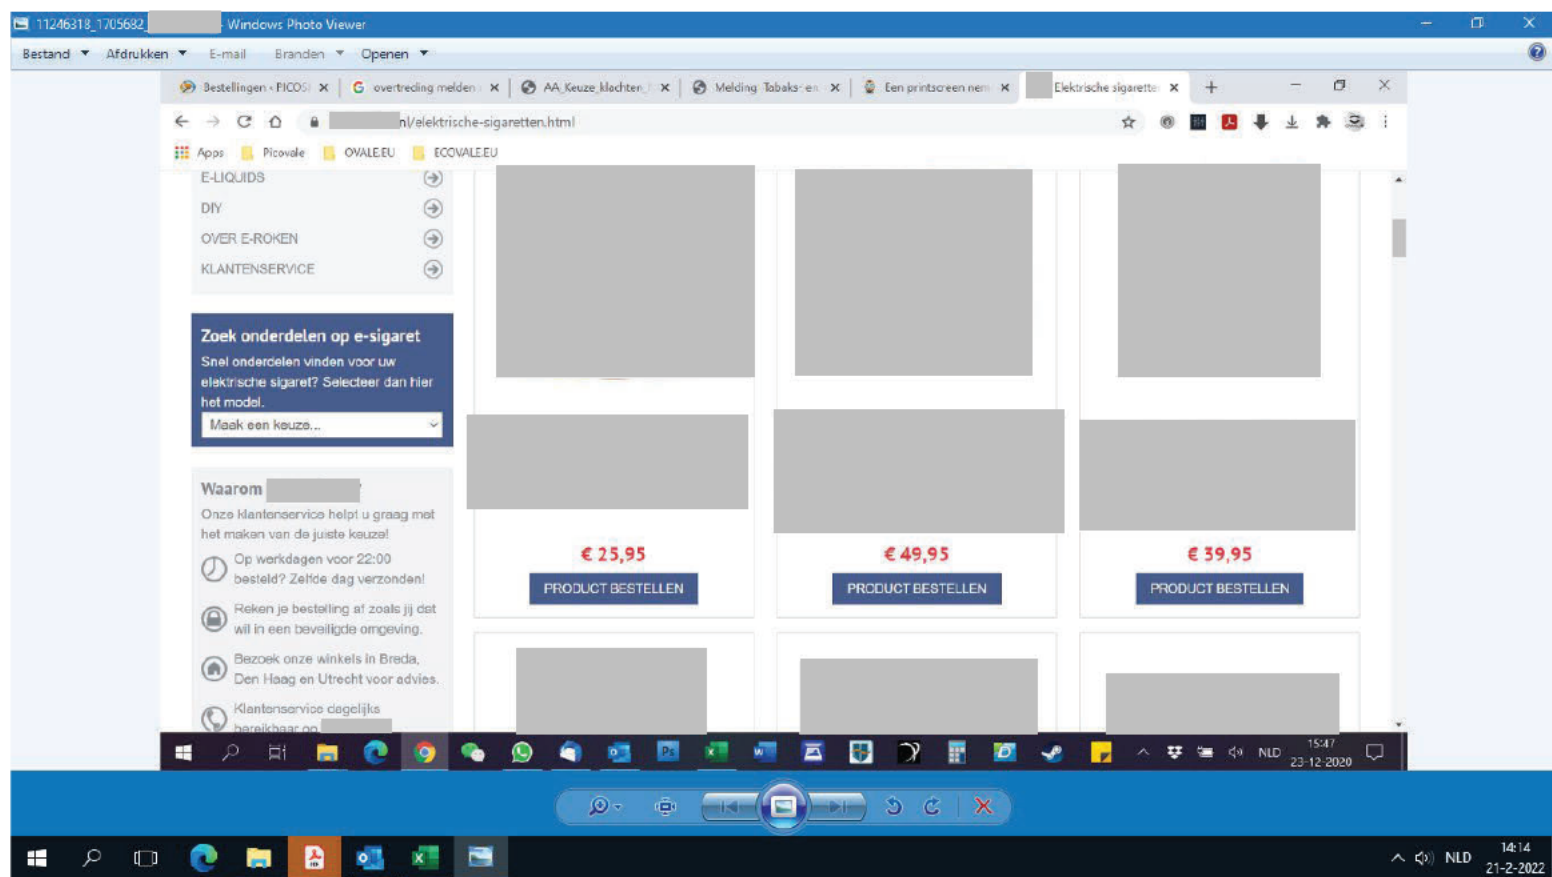 11246318_1705682_ - Windows Photo Viewer
Bestand Afdrukken E-mail Branden Openen
Bestellingen ‹ PICOS overtreding melden AA_Keuze_klachten_ Melding Tabaks- en Een printscreen nem Elektrische sigarette
nl/elektrische-sigaretten.html
Apps Picovale OVALE.EU ECOVALE.EU
E-LIQUIDS
DIY
OVER E-ROKEN
KLANTENSERVICE
Zoek onderdelen op e-sigaret
Snel onderdelen vinden voor uw
elektrische sigaret? Selecteer dan hier
het model.
Maak een keuze...
Waarom ?
Onze klantenservice helpt u graag met
het maken van de juiste keuze!
Op werkdagen voor 22:00
besteld? Zelfde dag verzonden!
Reken je bestelling af zoals jij dat
wil in een beveiligde omgeving.
Bezoek onze winkels in Breda,
Den Haag en Utrecht voor advies.
Klantenservice dagelijks
bereikbaar op
€ 25,95
PRODUCT BESTELLEN
€ 49,95
PRODUCT BESTELLEN
€ 39,95
PRODUCT BESTELLEN
NLD 15:47
23-12-2020
NLD 14:14
21-2-2022